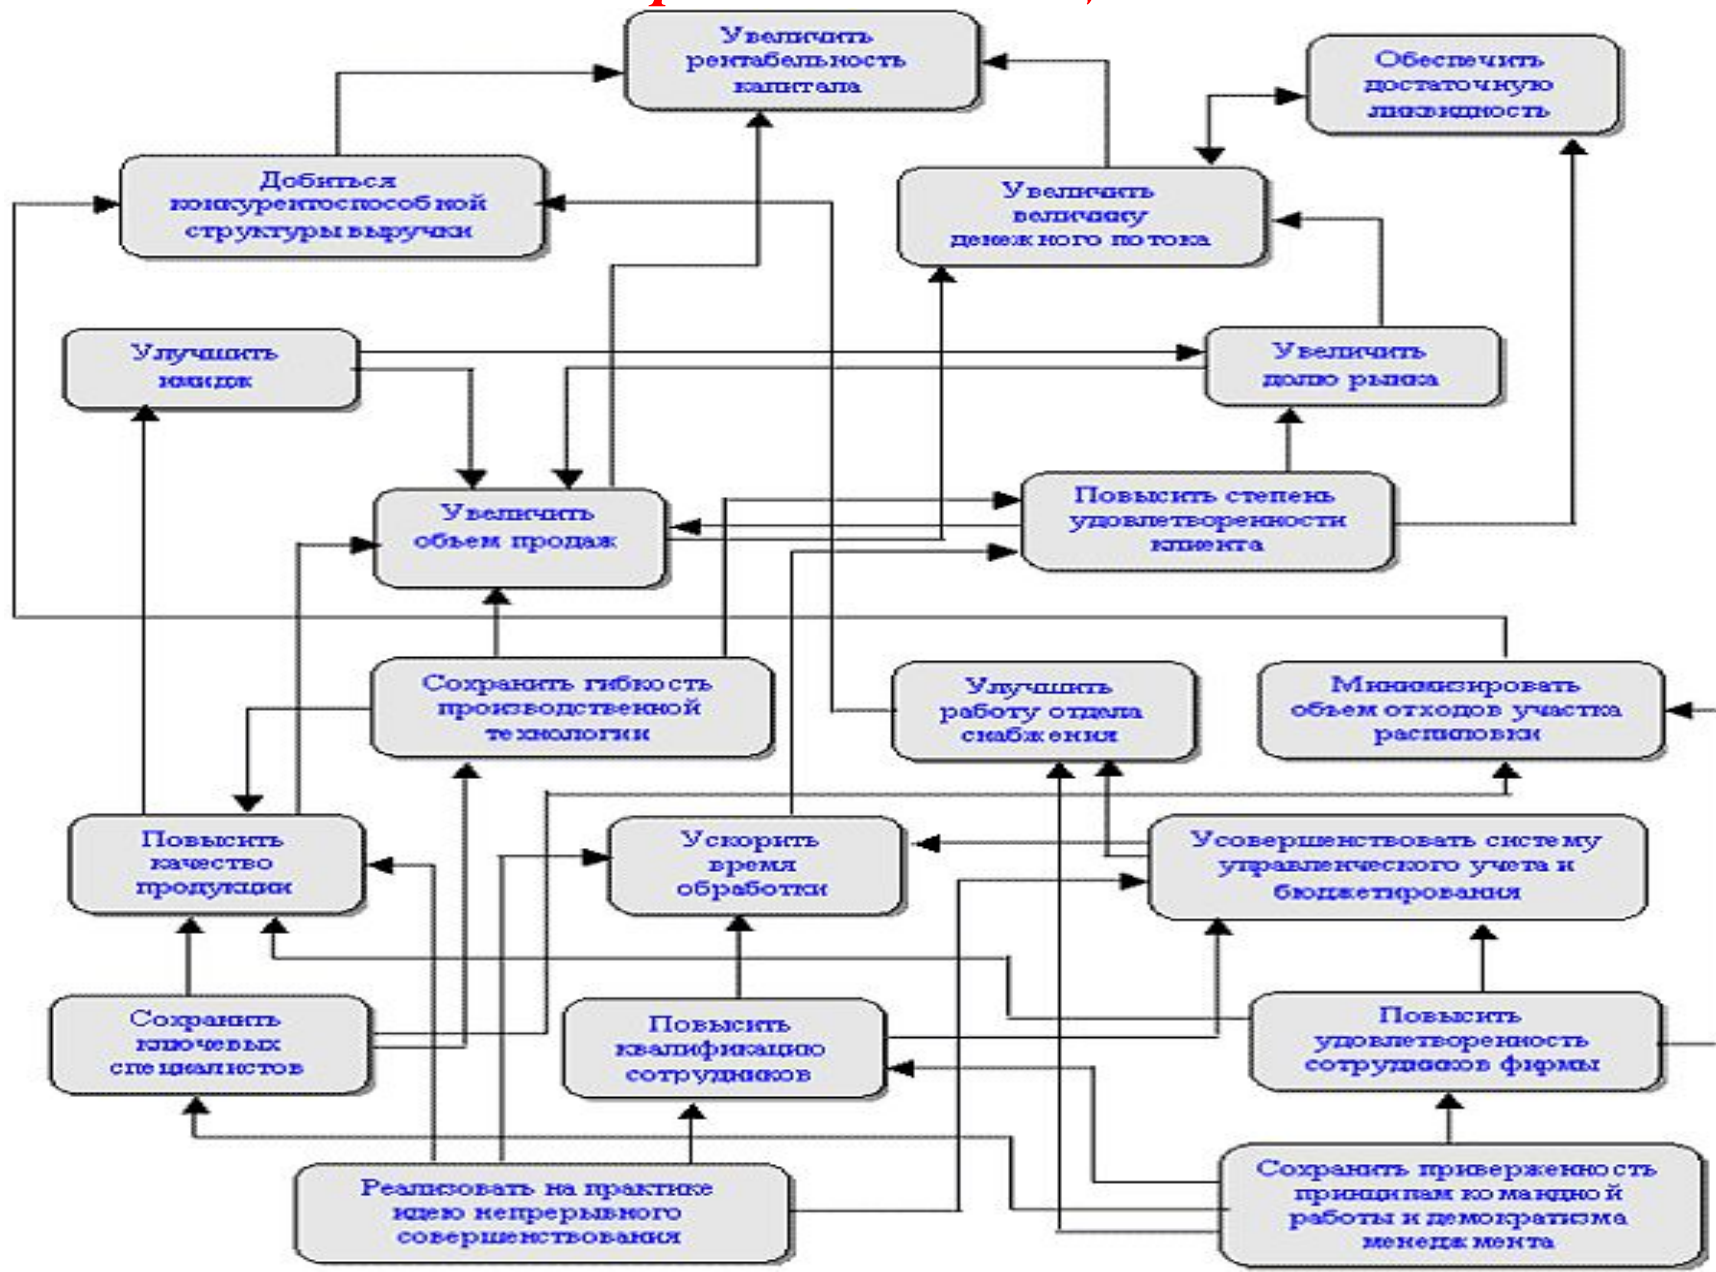 Увеличить
рентабельность
капитала
Обеспечить
достаточную
ликвидность
Добиться
конкурентоспособной
структуры выручки
Увеличить
величину
денежного потока
Улучшить
имидж
Увеличить
долю рынка
Увеличить
объем продаж
Повысить степень
удовлетворенности
клиента
Сохранить гибкость
производственной
технологии
Улучшить
работу отдела
снабжения
Минимизировать
объем отходов участка
распиловки
Повысить
качество
продукции
Ускорить
время
обработки
Усовершенствовать систему
управленческого учета и
бюджетирования
Сохранить
ключевых
специалистов
Повысить
квалификацию
сотрудников
Повысить
удовлетворенность
сотрудников фирмы
Реализовать на практике
идею непрерывного
совершенствования
Сохранить приверженность
принципам командной
работы и демократизма
менеджмента